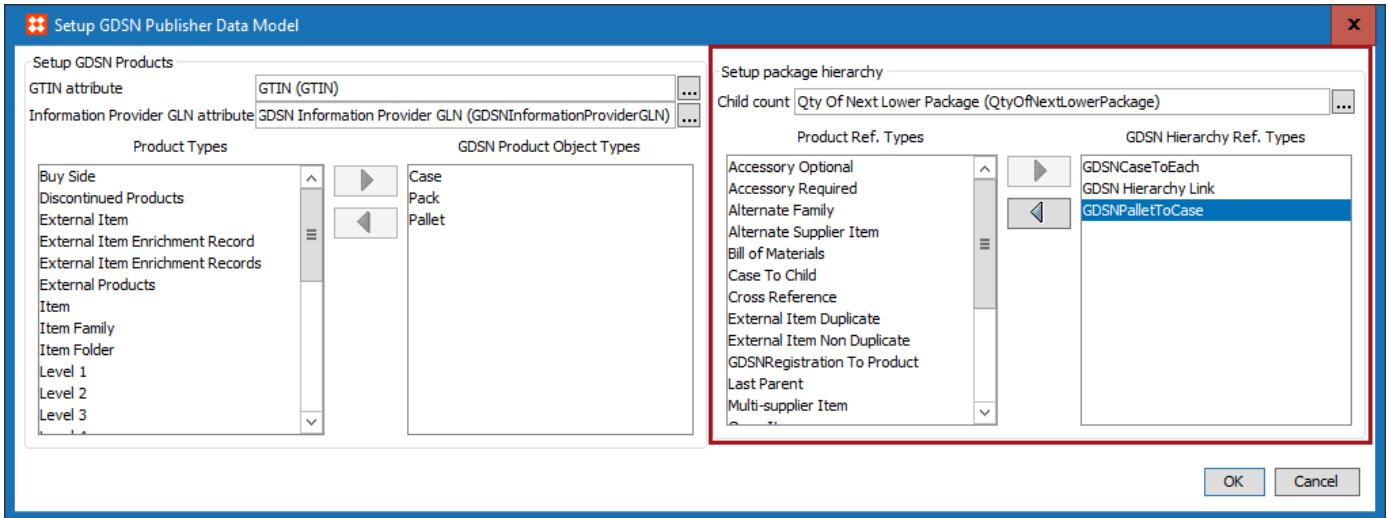 Setup GDSN Publisher Data Model
x
Setup GDSN Products
GTIN attribute GTIN (GTIN) ...
Information Provider GLN attribute GDSN Information Provider GLN (GDSNInformationProviderGLN) ...
Product Types GDSN Product Object Types
Buy Side
Discontinued Products
External Item
External Item Enrichment Record
External Item Enrichment Records
External Products
Item
Item Family
Item Folder
Level 1
Level 2
Level 3
Case
Pack
Pallet
Setup package hierarchy
Child count Qty Of Next Lower Package (QtyOfNextLowerPackage) ...
Product Ref. Types GDSN Hierarchy Ref. Types
Accessory Optional
Accessory Required
Alternate Family
Alternate Supplier Item
Bill of Materials
Case To Child
Cross Reference
External Item Duplicate
External Item Non Duplicate
GDSNRegistration To Product
Last Parent
Multi-supplier Item
GDSNCaseToEach
GDSN Hierarchy Link
GDSNPalletToCase
OK Cancel